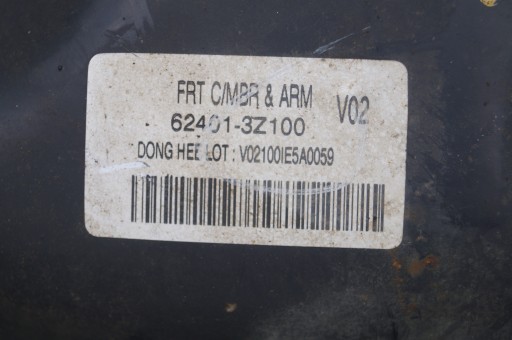 FRT C/MBR & ARM V02
62401-3Z100
DONG HEE LOT : V02100IE5A0059